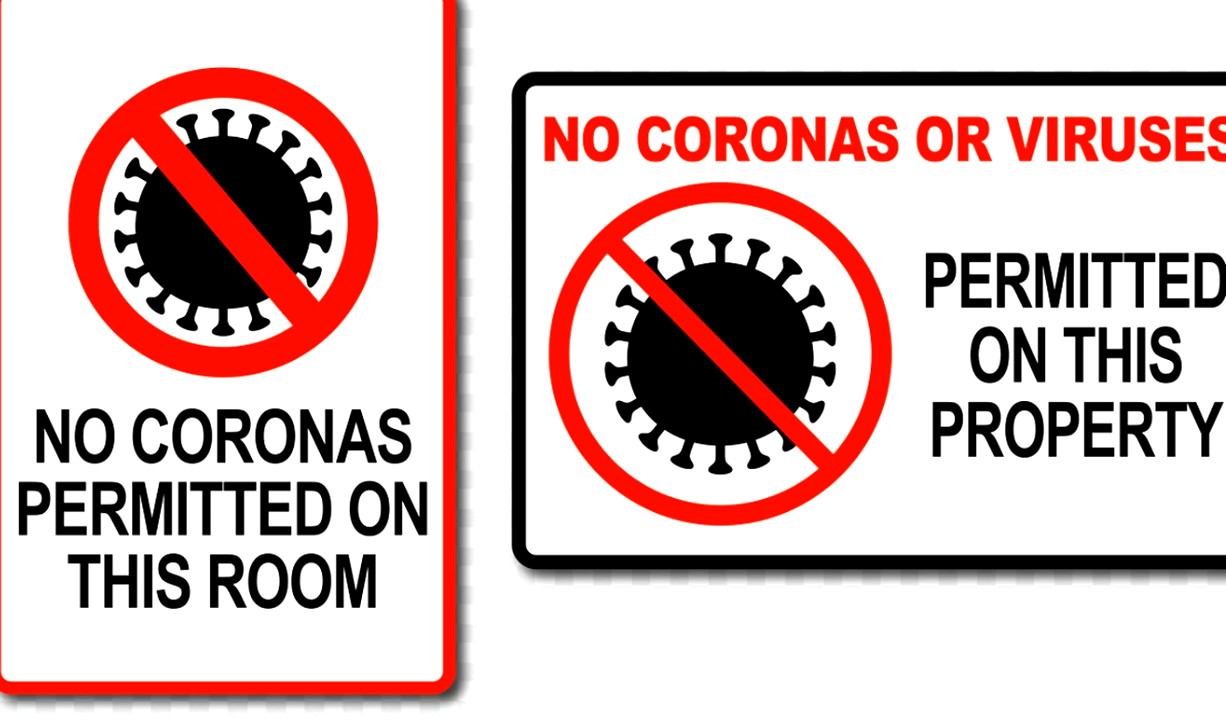 NO CORONAS
PERMITTED ON
THIS ROOM
NO CORONAS OR VIRUSES
PERMITTED
ON THIS
PROPERTY